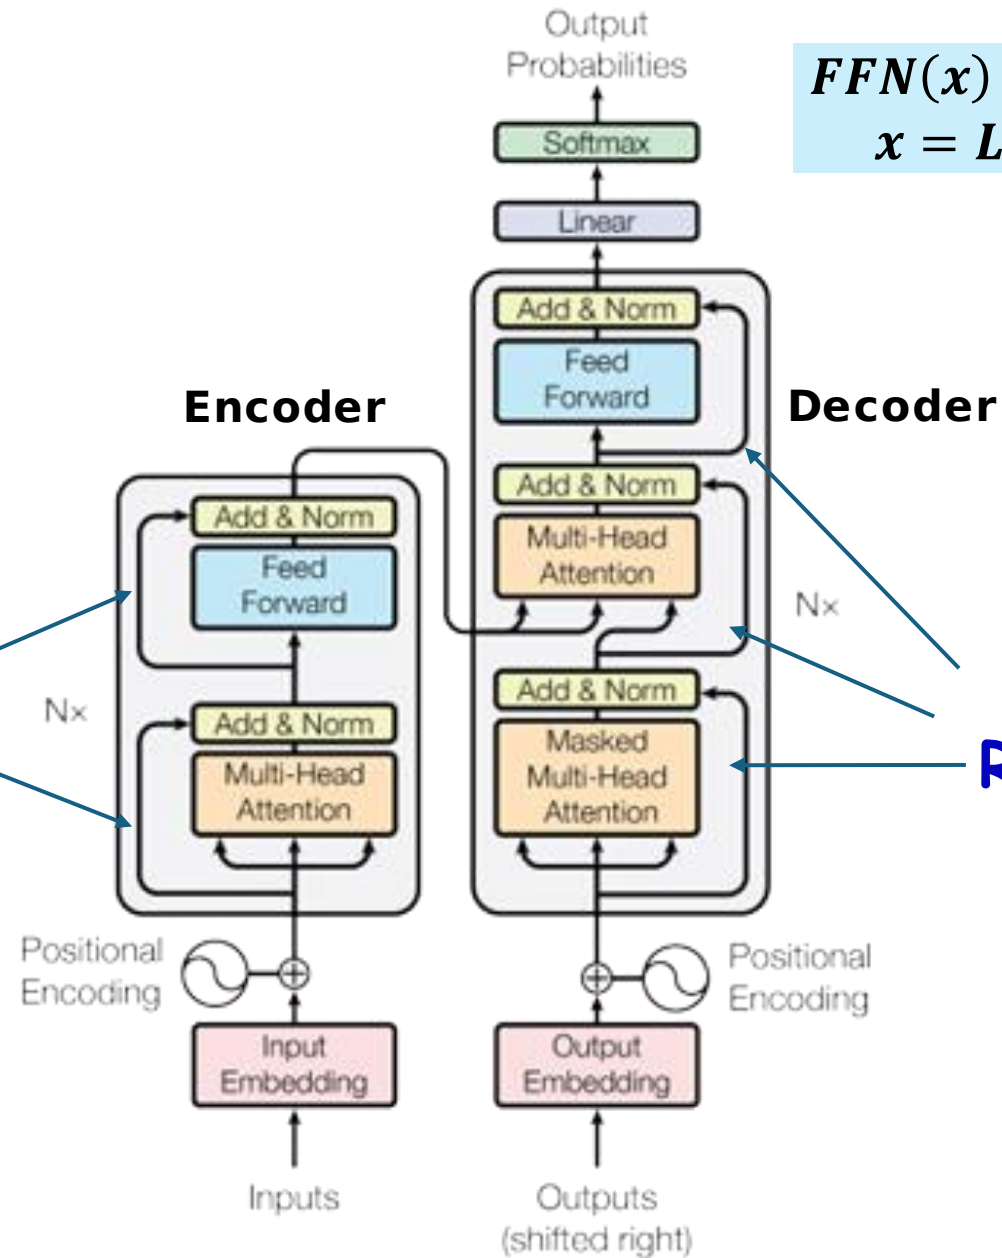 Output
Probabilities
FFN(x)
x = L
Softmax
Linear
Add & Norm
Feed
Forward
Encoder
Decoder
Add & Norm
Multi-Head
Attention
Nx
Add & Norm
Feed
Forward
Nx
Add & Norm
Multi-Head
Attention
Add & Norm
Masked
Multi-Head
Attention
R
Positional
Encoding
Positional
Encoding
Input
Embedding
Output
Embedding
Inputs
Outputs
(shifted right)